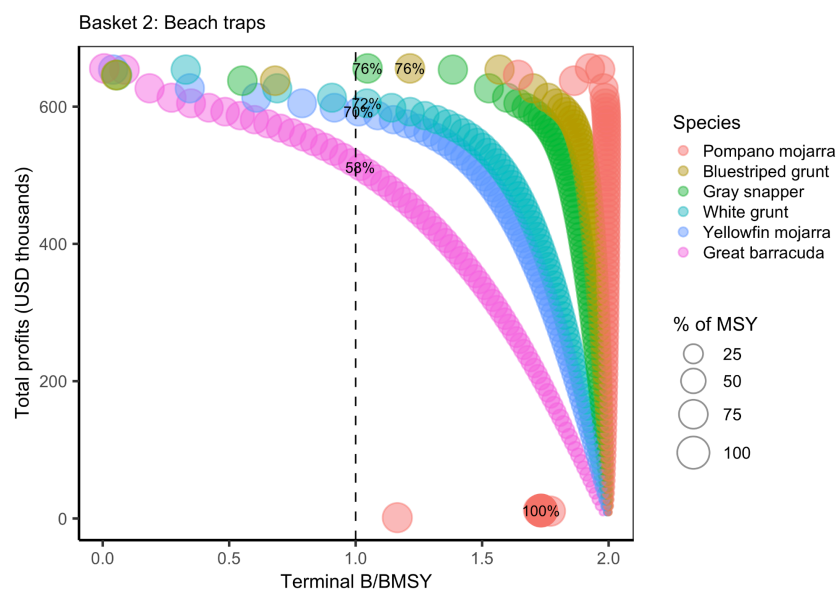 Basket 2: Beach traps
Total profits (USD thousands)
600
400
200
0
76%
76%
72%
70%
58%
100%
0.0
0.5
1.0
1.5
2.0
Terminal B/BMSY
Species
Pompano mojarra
Bluestriped grunt
Gray snapper
White grunt
Yellowfin mojarra
Great barracuda
% of MSY
25
50
75
100